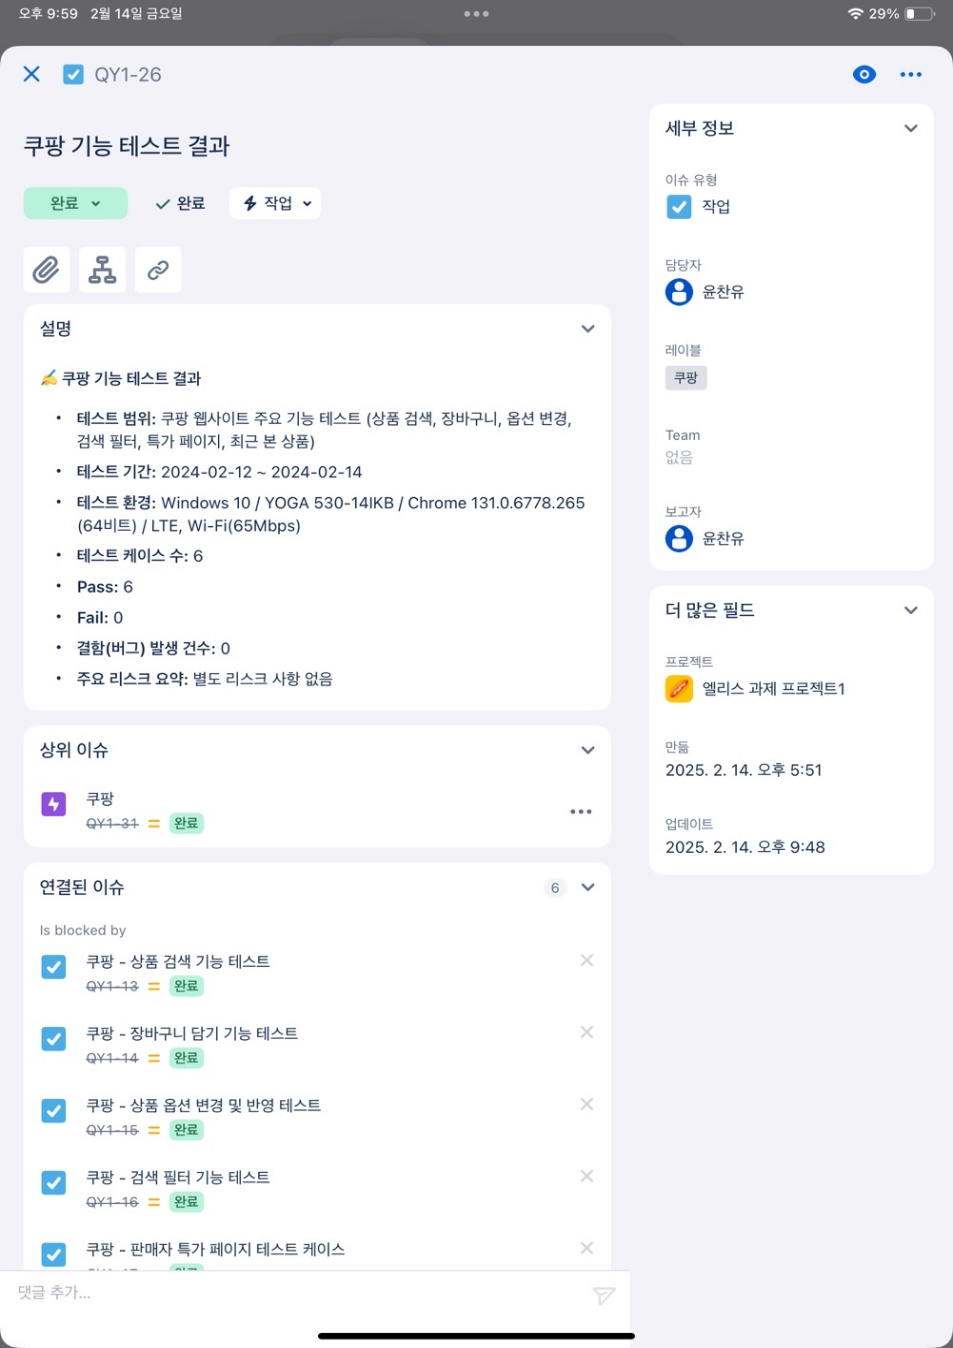 오후 9:59 2월 14일 금요일
29%
QY1-26
쿠팡 기능 테스트 결과
완료
완료
작업
설명
✍️ 쿠팡 기능 테스트 결과
• 테스트 범위: 쿠팡 웹사이트 주요 기능 테스트 (상품 검색, 장바구니, 옵션 변경,
검색 필터, 특가 페이지, 최근 본 상품)
• 테스트 기간: 2024-02-12 ~ 2024-02-14
• 테스트 환경: Windows 10 / YOGA 530-14IKB / Chrome 131.0.6778.265
(64비트) / LTE, Wi-Fi(65Mbps)
• 테스트 케이스 수: 6
• Pass: 6
• Fail: 0
• 결함(버그) 발생 건수: 0
• 주요 리스크 요약: 별도 리스크 사항 없음
상위 이슈
쿠팡
QY1-31 완료
연결된 이슈
6
Is blocked by
쿠팡 - 상품 검색 기능 테스트
QY1-13 완료
쿠팡 - 장바구니 담기 기능 테스트
QY1-14 완료
쿠팡 - 상품 옵션 변경 및 반영 테스트
QY1-15 완료
쿠팡 - 검색 필터 기능 테스트
QY1-16 완료
쿠팡 - 판매자 특가 페이지 테스트 케이스
댓글 추가...
세부 정보
이슈 유형
작업
담당자
윤찬유
레이블
쿠팡
Team
없음
보고자
윤찬유
더 많은 필드
프로젝트
엘리스 과제 프로젝트1
만듦
2025. 2. 14. 오후 5:51
업데이트
2025. 2. 14. 오후 9:48